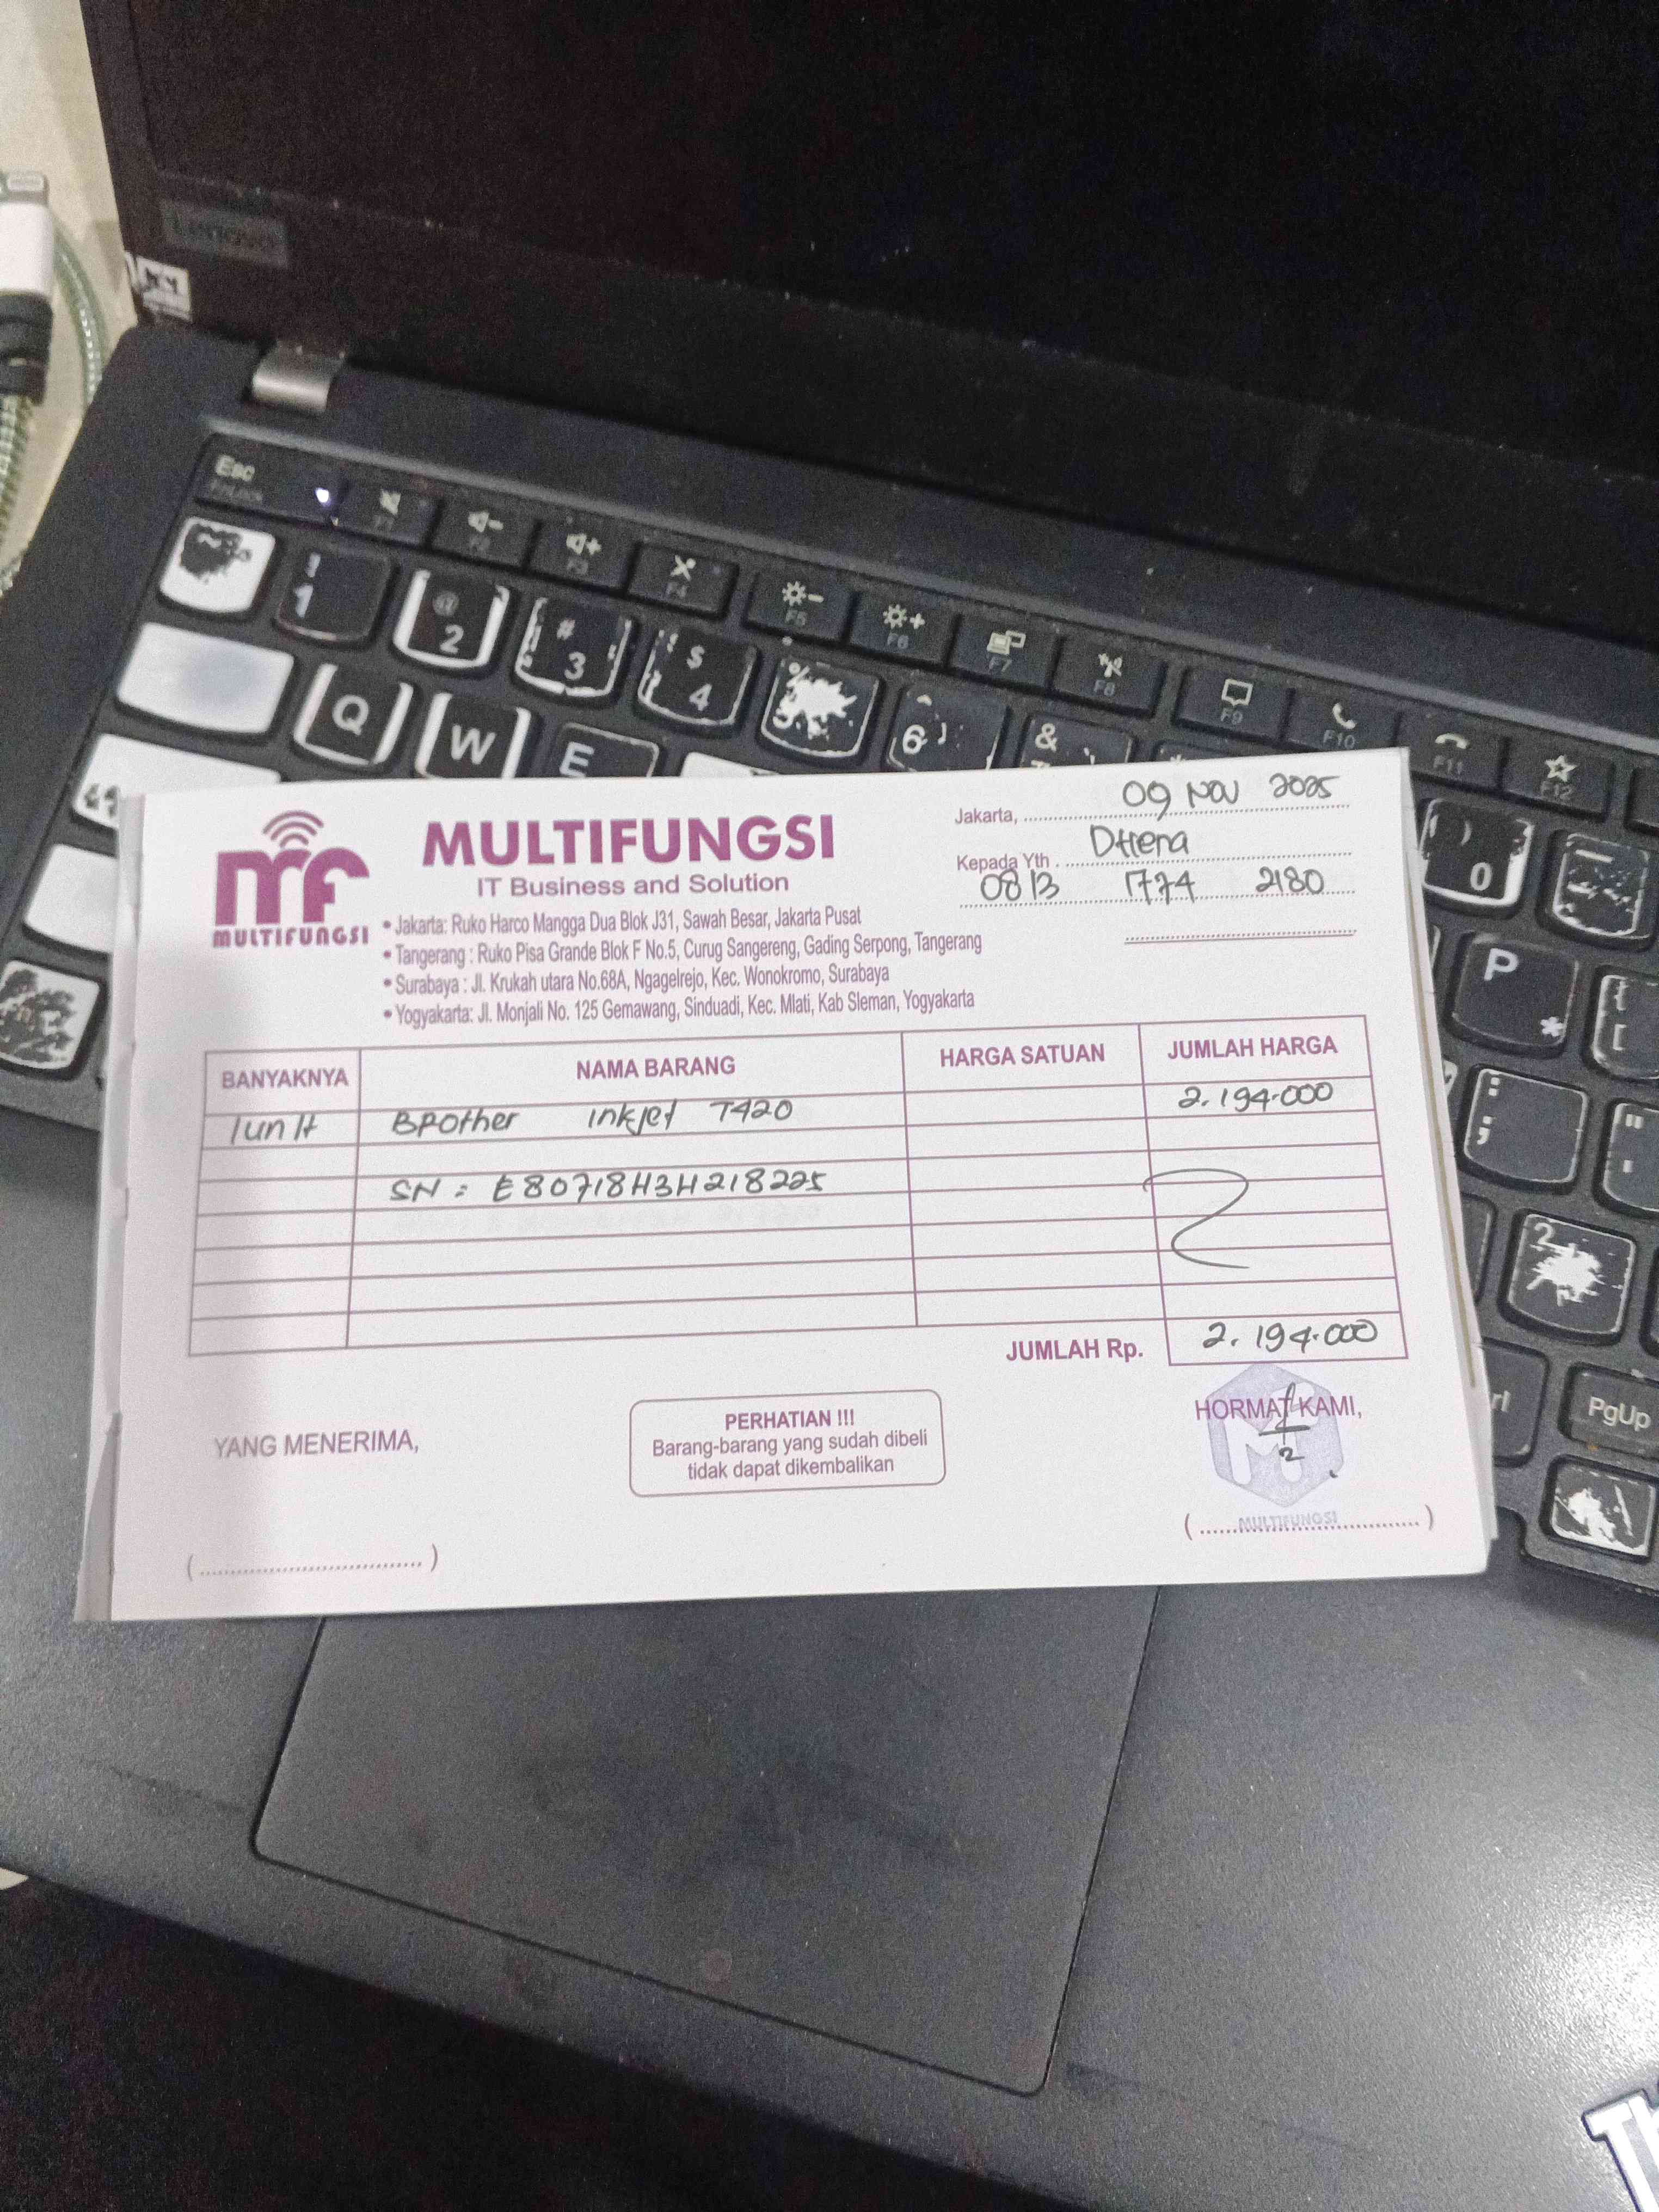 Lenovo
Esc
FnLock
F1
F2
F3
F4
F5
F6
F7
F8
F9
F10
F11
F12
!
1
@
2
#
3
$
4
%
^
6
&
)
0
Q
W
E
P
{
[
:
;
"
'
PgUp
Jakarta, 09 NOV 2025
Kepada Yth . DHena
0813 1774 2180
mf
MULTIFUNGSI
MULTIFUNGSI
IT Business and Solution
• Jakarta: Ruko Harco Mangga Dua Blok J31, Sawah Besar, Jakarta Pusat
• Tangerang : Ruko Pisa Grande Blok F No.5, Curug Sangereng, Gading Serpong, Tangerang
• Surabaya : Jl. Krukah utara No.68A, Ngagelrejo, Kec. Wonokromo, Surabaya
• Yogyakarta: Jl. Monjali No. 125 Gemawang, Sinduadi, Kec. Mlati, Kab Sleman, Yogyakarta
BANYAKNYA NAMA BARANG HARGA SATUAN JUMLAH HARGA
1 unit Brother inkjet T420 2.194.000
SN : E80718H3H218225
JUMLAH Rp. 2.194.000
YANG MENERIMA,
PERHATIAN !!!
Barang-barang yang sudah dibeli
tidak dapat dikembalikan
HORMAT KAMI,
MULTIFUNGSI